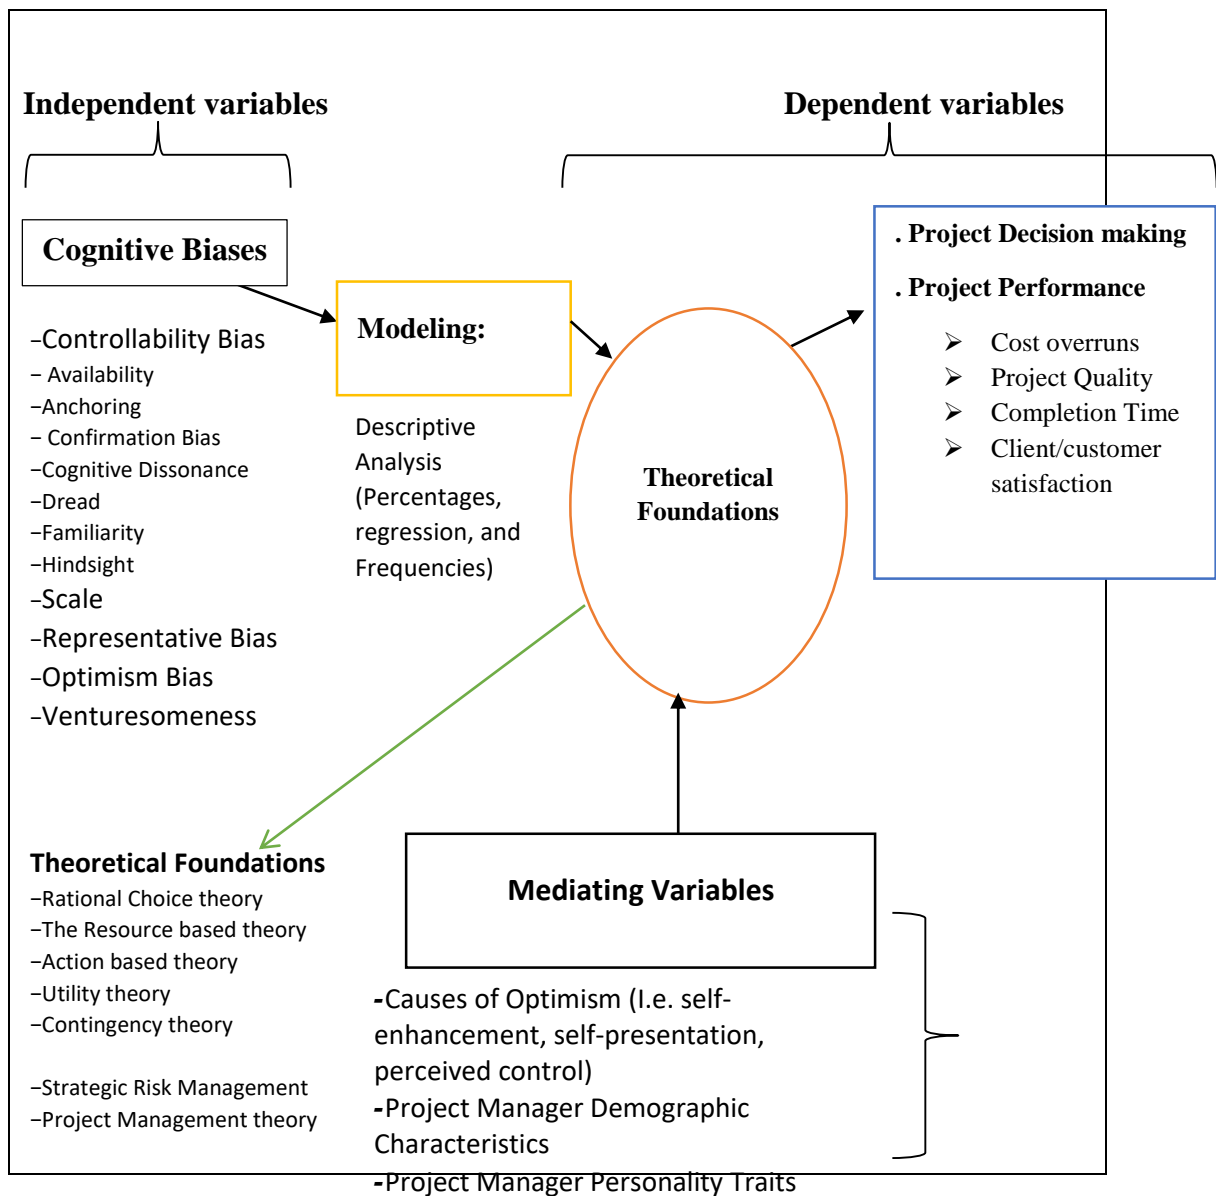 Independent variables
Dependent variables
Cognitive Biases
−Controllability Bias
− Availability
−Anchoring
− Confirmation Bias
−Cognitive Dissonance
−Dread
−Familiarity
−Hindsight
−Scale
−Representative Bias
−Optimism Bias
−Venturesomeness
Modeling:
Descriptive
Analysis
(Percentages,
regression, and
Frequencies)
Theoretical
Foundations
. Project Decision making
. Project Performance
➢ Cost overruns
➢ Project Quality
➢ Completion Time
➢ Client/customer
satisfaction
Theoretical Foundations
−Rational Choice theory
−The Resource based theory
−Action based theory
−Utility theory
−Contingency theory
−Strategic Risk Management
−Project Management theory
Mediating Variables
-Causes of Optimism (I.e. self-
enhancement, self-presentation,
perceived control)
-Project Manager Demographic
Characteristics
-Project Manager Personality Traits